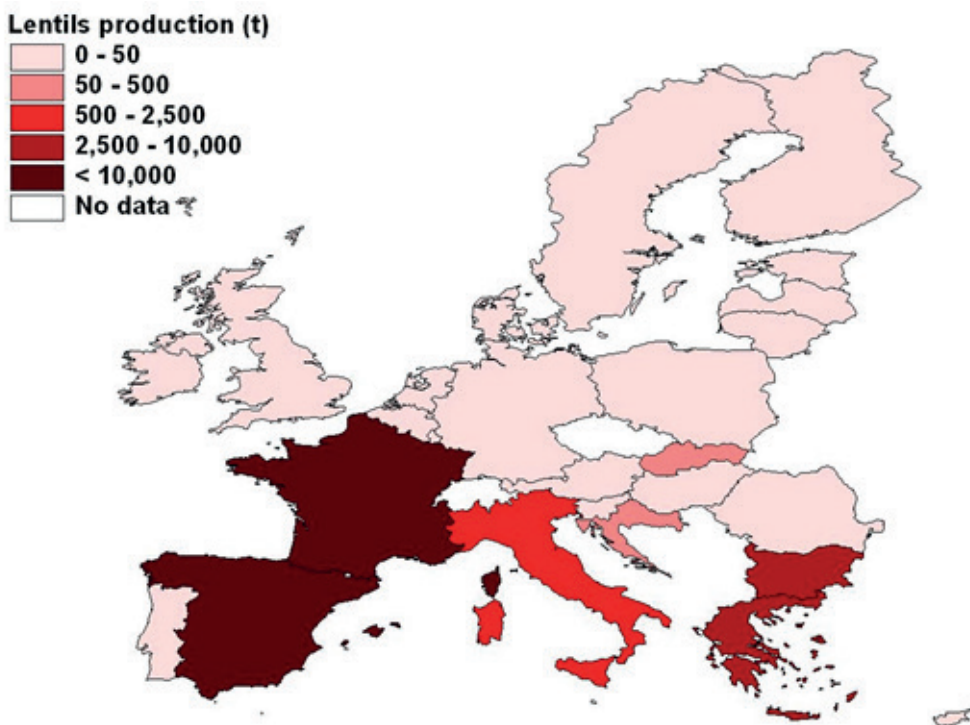 Lentils production (t)
0 - 50
50 - 500
500 - 2,500
2,500 - 10,000
< 10,000
No data